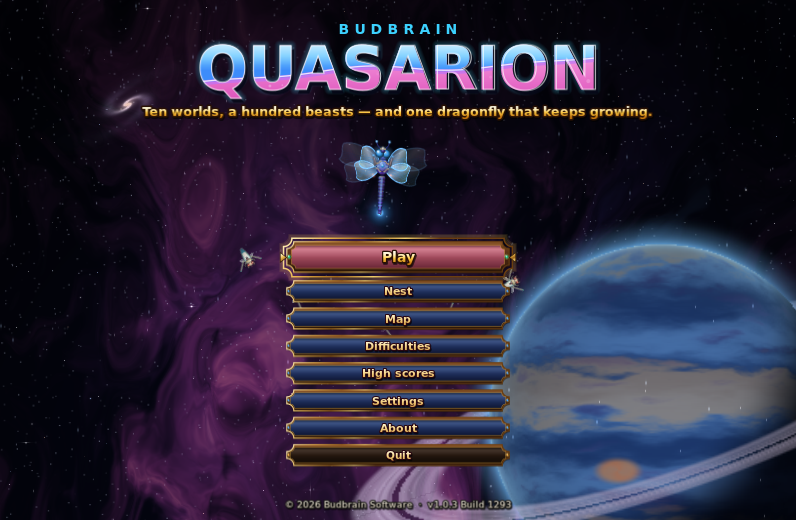 BUDBRAIN
QUASARION
Ten worlds, a hundred beasts — and one dragonfly that keeps growing.
Play
Nest
Map
Difficulties
High scores
Settings
About
Quit
© 2026 Budbrain Software · v1.0.3 Build 1293